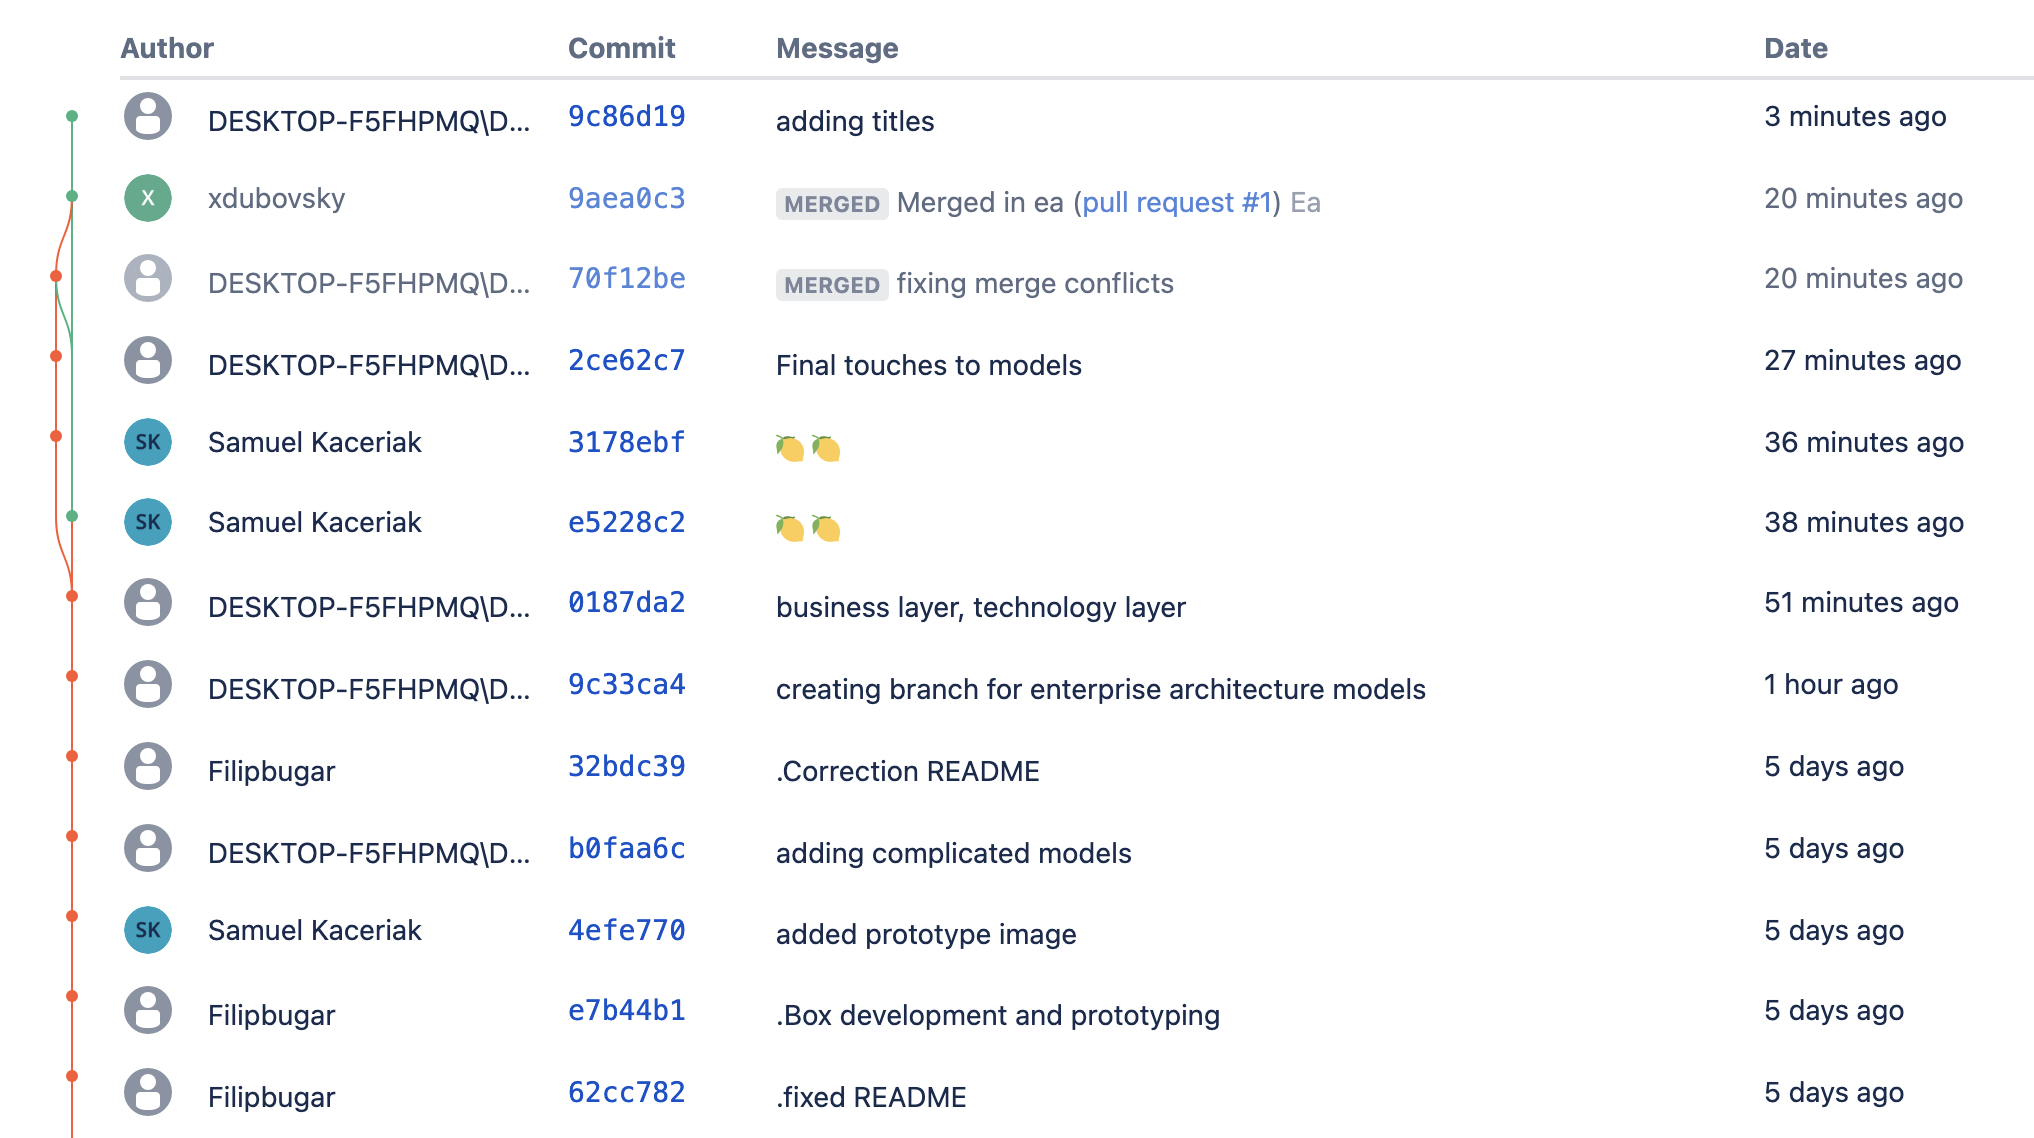 Author Commit Message Date
DESKTOP-F5FHPMQ\D... 9c86d19 adding titles 3 minutes ago
X xdubovsky 9aea0c3 MERGED Merged in ea (pull request #1) Ea 20 minutes ago
DESKTOP-F5FHPMQ\D... 70f12be MERGED fixing merge conflicts 20 minutes ago
DESKTOP-F5FHPMQ\D... 2ce62c7 Final touches to models 27 minutes ago
SK Samuel Kaceriak 3178ebf 🍋🍋 36 minutes ago
SK Samuel Kaceriak e5228c2 🍋🍋 38 minutes ago
DESKTOP-F5FHPMQ\D... 0187da2 business layer, technology layer 51 minutes ago
DESKTOP-F5FHPMQ\D... 9c33ca4 creating branch for enterprise architecture models 1 hour ago
Filipbugar 32bdc39 .Correction README 5 days ago
DESKTOP-F5FHPMQ\D... b0faa6c adding complicated models 5 days ago
SK Samuel Kaceriak 4efe770 added prototype image 5 days ago
Filipbugar e7b44b1 .Box development and prototyping 5 days ago
Filipbugar 62cc782 .fixed README 5 days ago